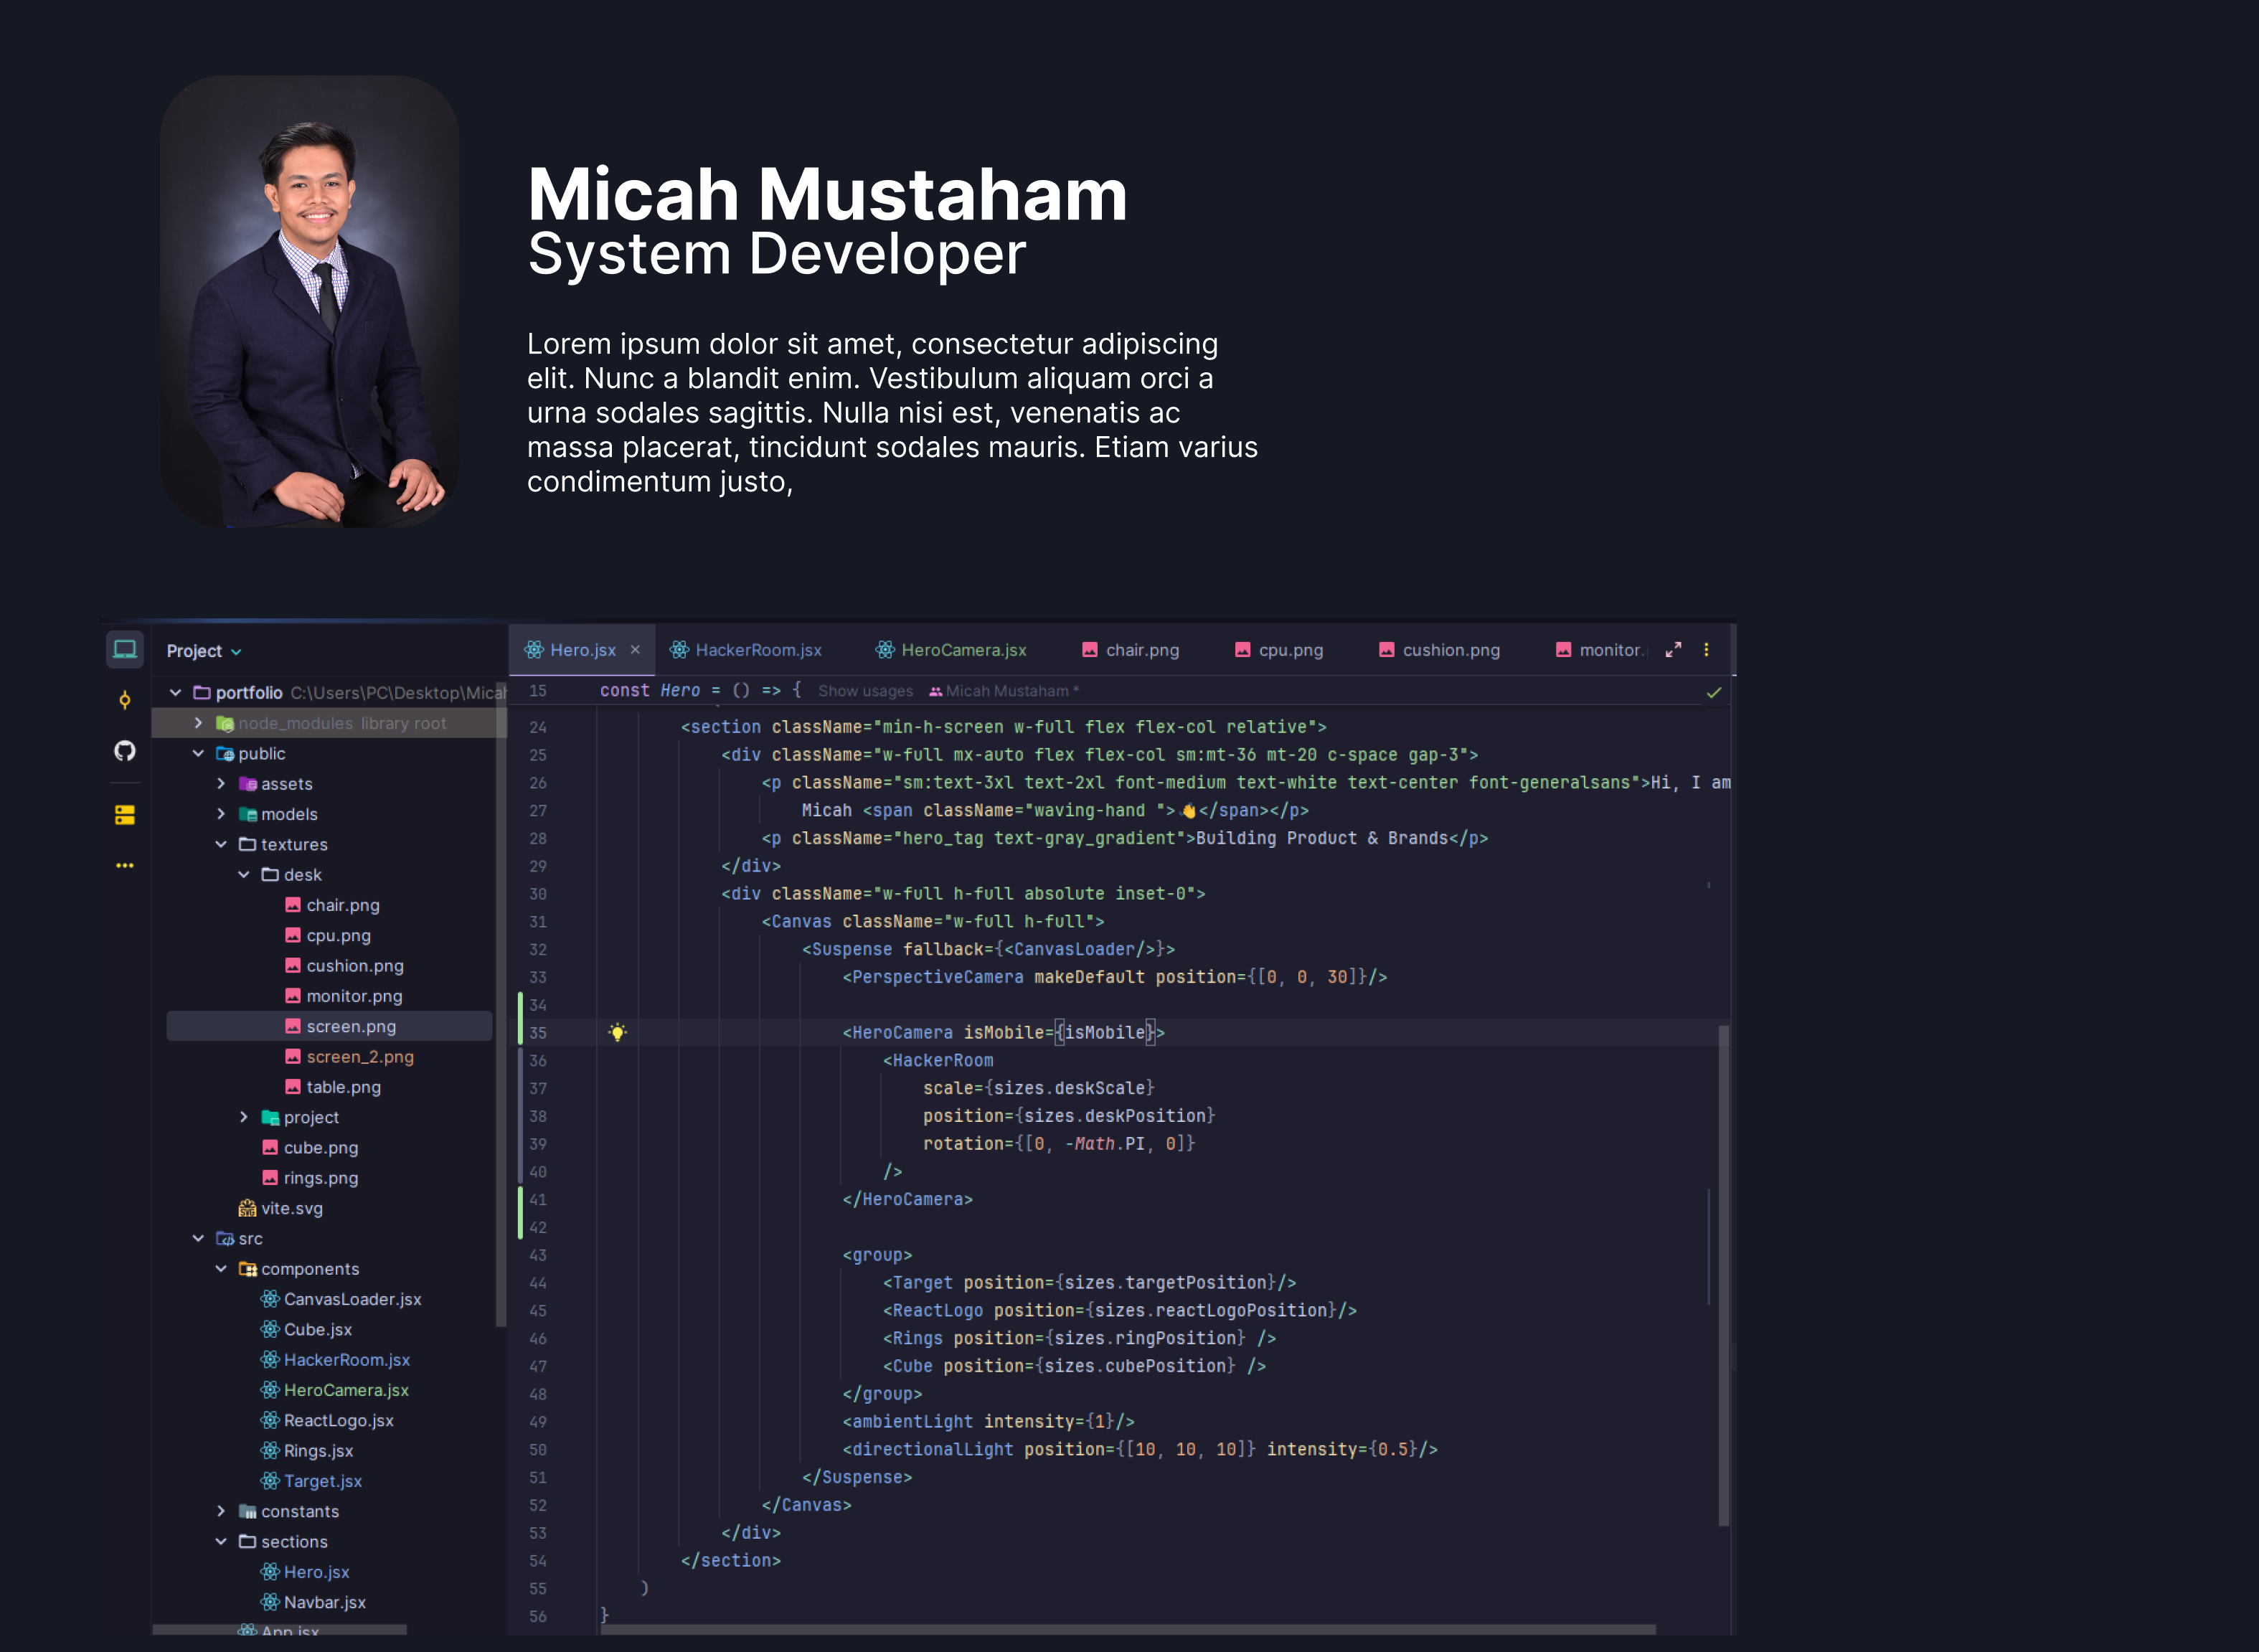 Micah Mustaham
System Developer
Lorem ipsum dolor sit amet, consectetur adipiscing
elit. Nunc a blandit enim. Vestibulum aliquam orci a
urna sodales sagittis. Nulla nisi est, venenatis ac
massa placerat, tincidunt sodales mauris. Etiam varius
condimentum justo,
Project
portfolio C:\Users\PC\Desktop\Micah
node_modules library root
public
assets
models
textures
desk
chair.png
cpu.png
cushion.png
monitor.png
screen.png
screen_2.png
table.png
project
cube.png
rings.png
vite.svg
src
components
CanvasLoader.jsx
Cube.jsx
HackerRoom.jsx
HeroCamera.jsx
ReactLogo.jsx
Rings.jsx
Target.jsx
constants
sections
Hero.jsx
Navbar.jsx
App.jsx
Hero.jsx HackerRoom.jsx HeroCamera.jsx chair.png cpu.png cushion.png monitor.
15 const Hero = () => { Show usages Micah Mustaham *
24 <section className="min-h-screen w-full flex flex-col relative">
25 <div className="w-full mx-auto flex flex-col sm:mt-36 mt-20 c-space gap-3">
26 <p className="sm:text-3xl text-2xl font-medium text-white text-center font-generalsans">Hi, I am
27 Micah <span className="waving-hand ">👋</span></p>
28 <p className="hero_tag text-gray_gradient">Building Product & Brands</p>
29 </div>
30 <div className="w-full h-full absolute inset-0">
31 <Canvas className="w-full h-full">
32 <Suspense fallback={<CanvasLoader/>}>
33 <PerspectiveCamera makeDefault position={[0, 0, 30]}/>
34
35 <HeroCamera isMobile={isMobile}>
36 <HackerRoom
37 scale={sizes.deskScale}
38 position={sizes.deskPosition}
39 rotation={[0, -Math.PI, 0]}
40 />
41 </HeroCamera>
42
43 <group>
44 <Target position={sizes.targetPosition}/>
45 <ReactLogo position={sizes.reactLogoPosition}/>
46 <Rings position={sizes.ringPosition} />
47 <Cube position={sizes.cubePosition} />
48 </group>
49 <ambientLight intensity={1}/>
50 <directionalLight position={[10, 10, 10]} intensity={0.5}/>
51 </Suspense>
52 </Canvas>
53 </div>
54 </section>
55 )
56 }